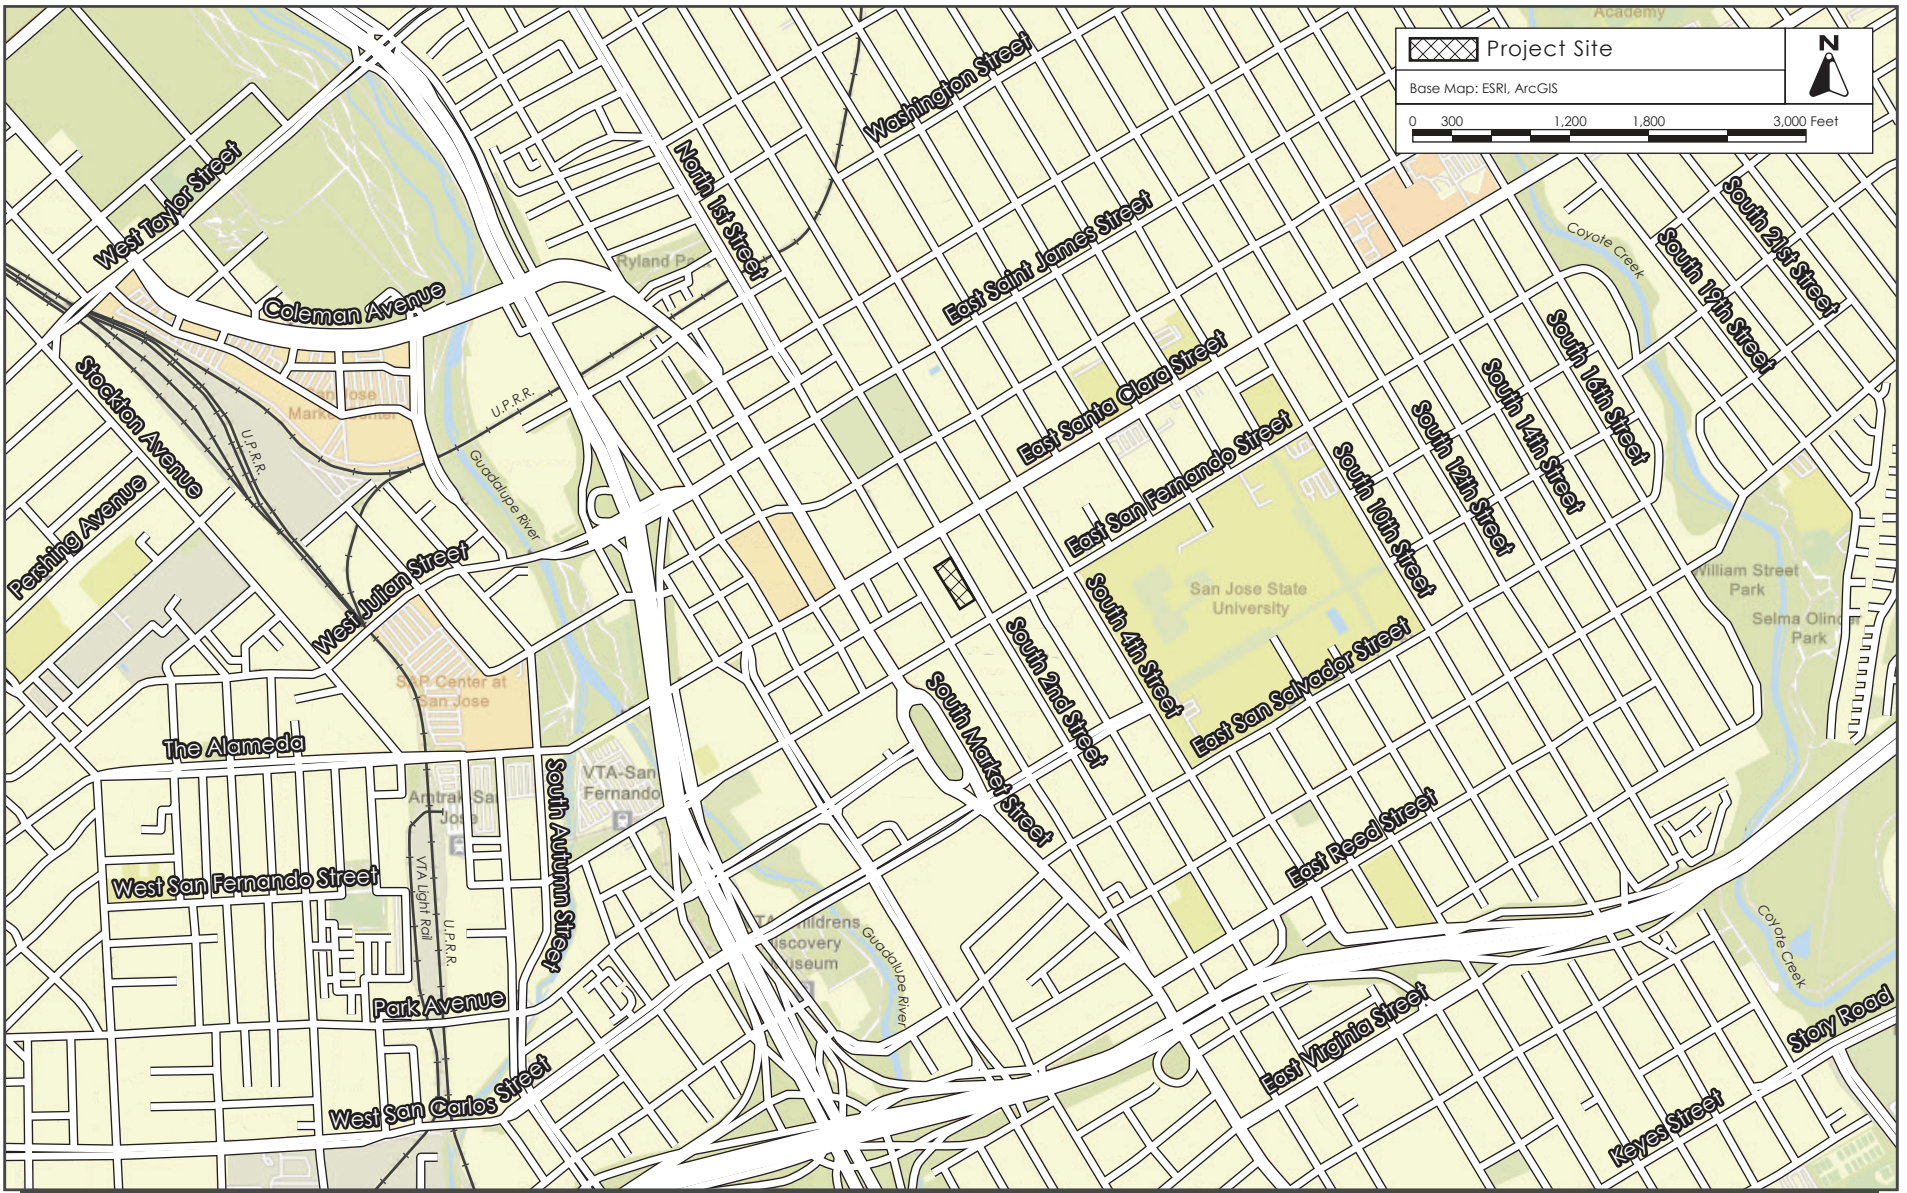 Academy
Project Site
N
Base Map: ESRI, ArcGIS
0 300 1,200 1,800 3,000 Feet
Washington Street
West Taylor Street
North 1st Street
East Saint James Street
South 21st Street
Coyote Creek
South 19th Street
Ryland Park
Coleman Avenue
South 16th Street
East Santa Clara Street
Stockton Avenue
San Jose
Market Center
U.P.R.R.
South 14th Street
South 12th Street
East San Fernando Street
South 10th Street
U.P.R.R.
Guadalupe River
Pershing Avenue
West Julian Street
San Jose State
University
William Street
Park
Selma Olinder
Park
South 4th Street
South 2nd Street
East San Salvador Street
SAP Center at
San Jose
South Market Street
The Alameda
VTA-San
Fernando
South Autumn Street
Amtrak-San
Jose
East Reed Street
West San Fernando Street
VTA Light Rail
U.P.R.R.
Childrens
Discovery
Museum
Guadalupe River
Coyote Creek
Park Avenue
East Virginia Street
Story Road
West San Carlos Street
Keyes Street